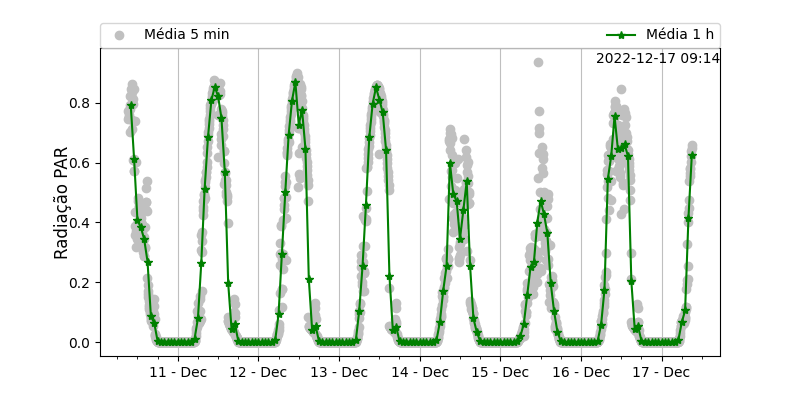 Média 5 min
Média 1 h
2022-12-17 09:14
Radiação PAR
0.8
0.6
0.4
0.2
0.0
11 - Dec
12 - Dec
13 - Dec
14 - Dec
15 - Dec
16 - Dec
17 - Dec